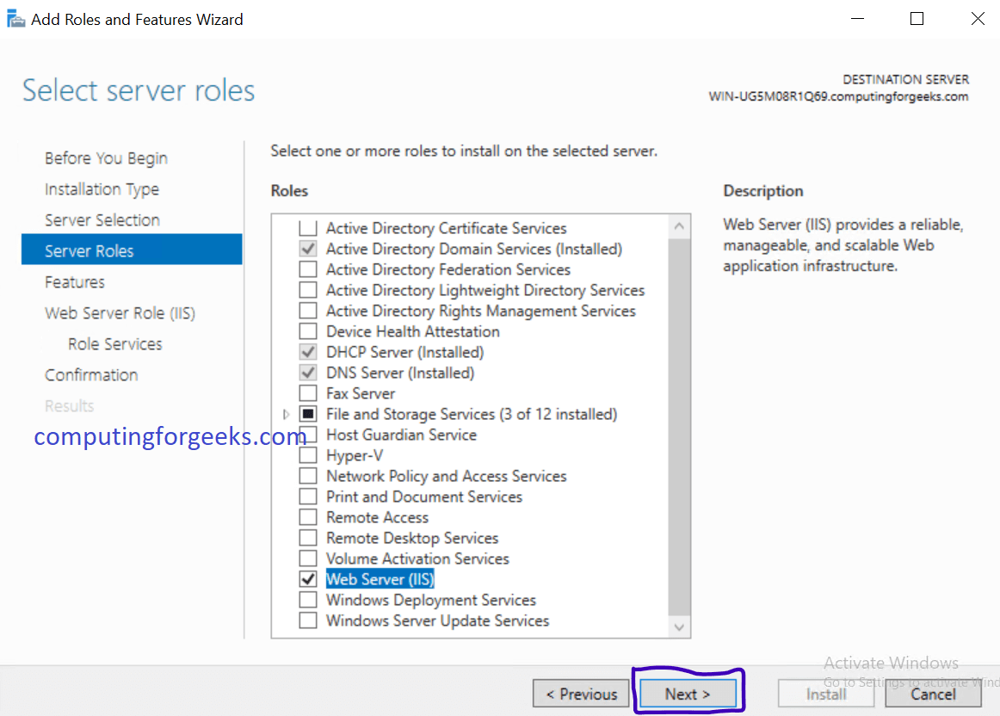 Add Roles and Features Wizard
Select server roles
DESTINATION SERVER
WIN-UG5M08R1Q69.computingforgeeks.com
Before You Begin
Installation Type
Server Selection
Server Roles
Features
Web Server Role (IIS)
Role Services
Confirmation
Results
computingforgeeks.com
Select one or more roles to install on the selected server.
Roles
Active Directory Certificate Services
Active Directory Domain Services (Installed)
Active Directory Federation Services
Active Directory Lightweight Directory Services
Active Directory Rights Management Services
Device Health Attestation
DHCP Server (Installed)
DNS Server (Installed)
Fax Server
File and Storage Services (3 of 12 installed)
Host Guardian Service
Hyper-V
Network Policy and Access Services
Print and Document Services
Remote Access
Remote Desktop Services
Volume Activation Services
Web Server (IIS)
Windows Deployment Services
Windows Server Update Services
Description
Web Server (IIS) provides a reliable,
manageable, and scalable Web
application infrastructure.
Activate Windows
Go to Settings to activate Wind
< Previous
Next >
Install
Cancel